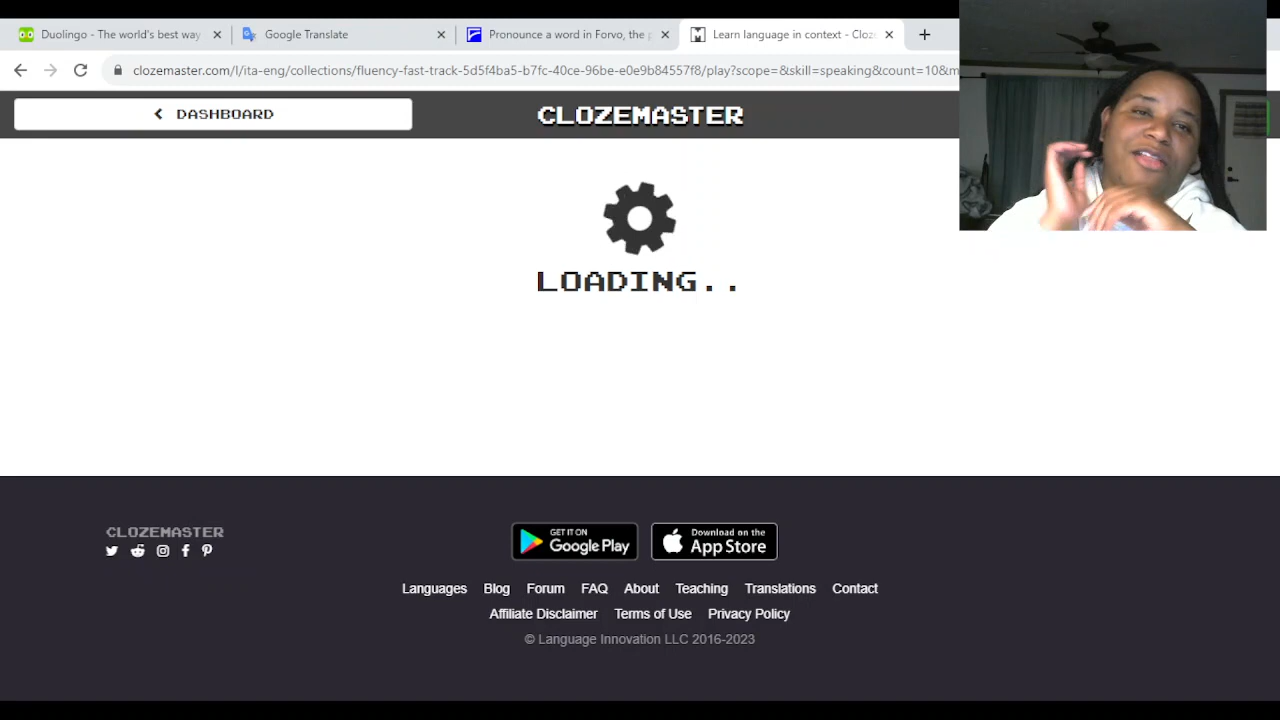 Duolingo - The world's best way
Google Translate
Pronounce a word in Forvo, the p
Learn language in context - Cloz
clozemaster.com/l/ita-eng/collections/fluency-fast-track-5d5f4ba5-b7fc-40ce-96be-e0e9b84557f8/play?scope=&skill=speaking&count=10&m
DASHBOARD
CLOZEMASTER
LOADING..
CLOZEMASTER
GET IT ON
Google Play
Download on the
App Store
Languages Blog Forum FAQ About Teaching Translations Contact
Affiliate Disclaimer Terms of Use Privacy Policy
© Language Innovation LLC 2016-2023